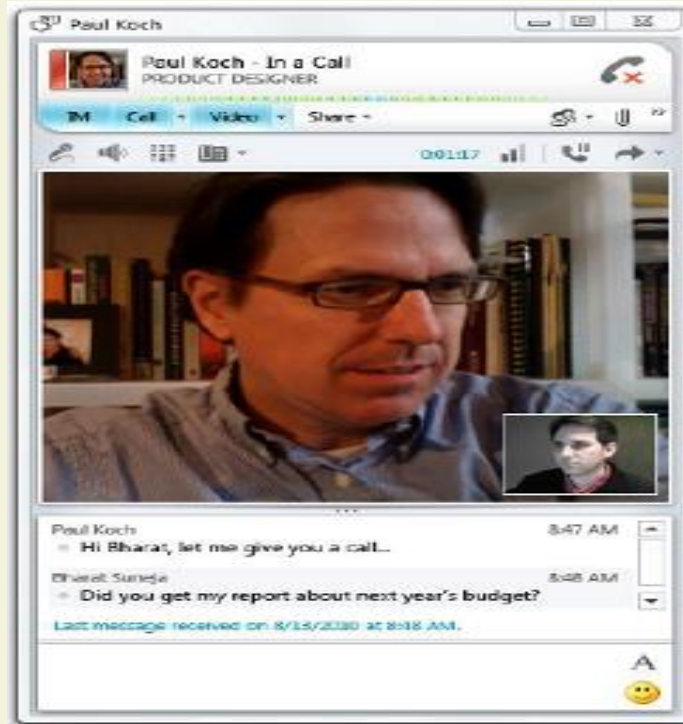 Paul Koch
Paul Koch - In a Call
PRODUCT DESIGNER
IM Call Video Share
0:01:17
Paul Koch 8:47 AM
Hi Bharat, let me give you a call...
Bharat Suneja 8:48 AM
Did you get my report about next year's budget?
Last message received on 8/13/2010 at 8:48 AM.
A